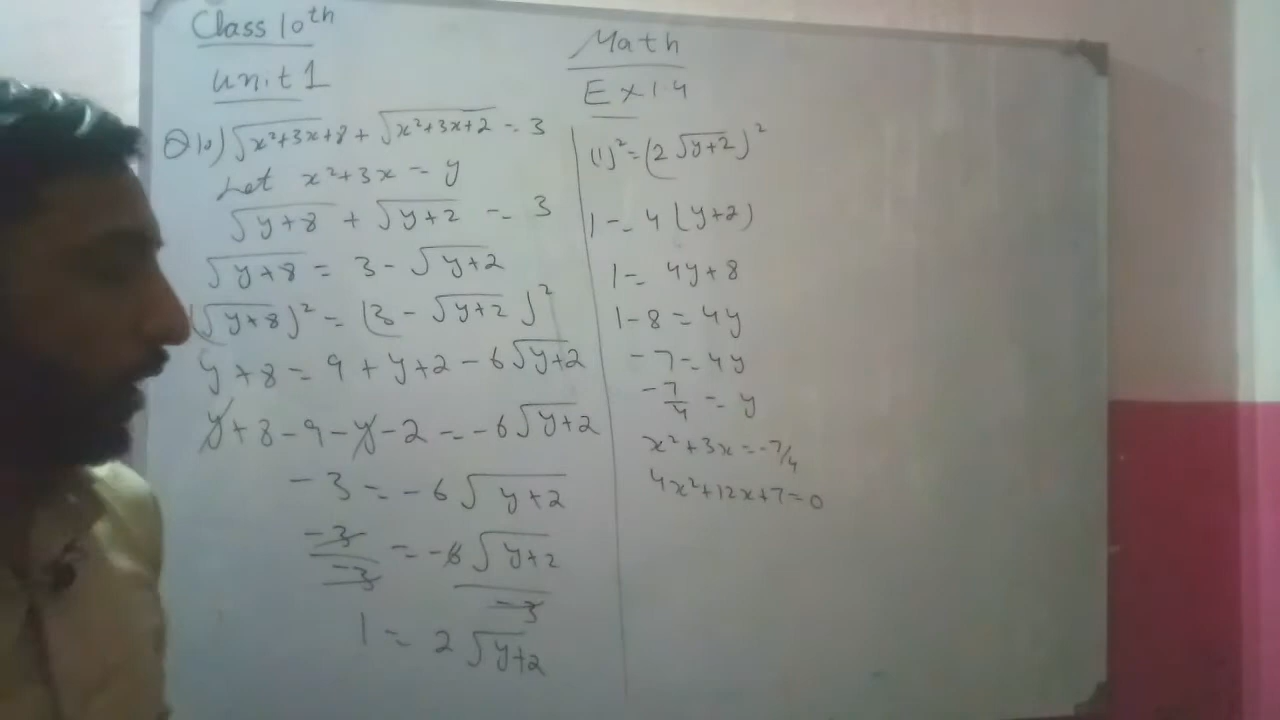 Class 10th
Unit 1
Math
Ex 1.4
Q10) √x²+3x+8 + √x²+3x+2 = 3
Let x²+3x = y
√y+8 + √y+2 = 3
√y+8 = 3 - √y+2
(√y+8)² = (3 - √y+2)²
y+8 = 9 + y+2 - 6√y+2
y+8-9-y-2 = -6√y+2
-3 = -6√y+2
-3/-3 = -6√y+2/-3
1 = 2√y+2
(1)² = (2√y+2)²
1 = 4(y+2)
1 = 4y+8
1-8 = 4y
-7 = 4y
-7/4 = y
x²+3x = -7/4
4x²+12x+7=0